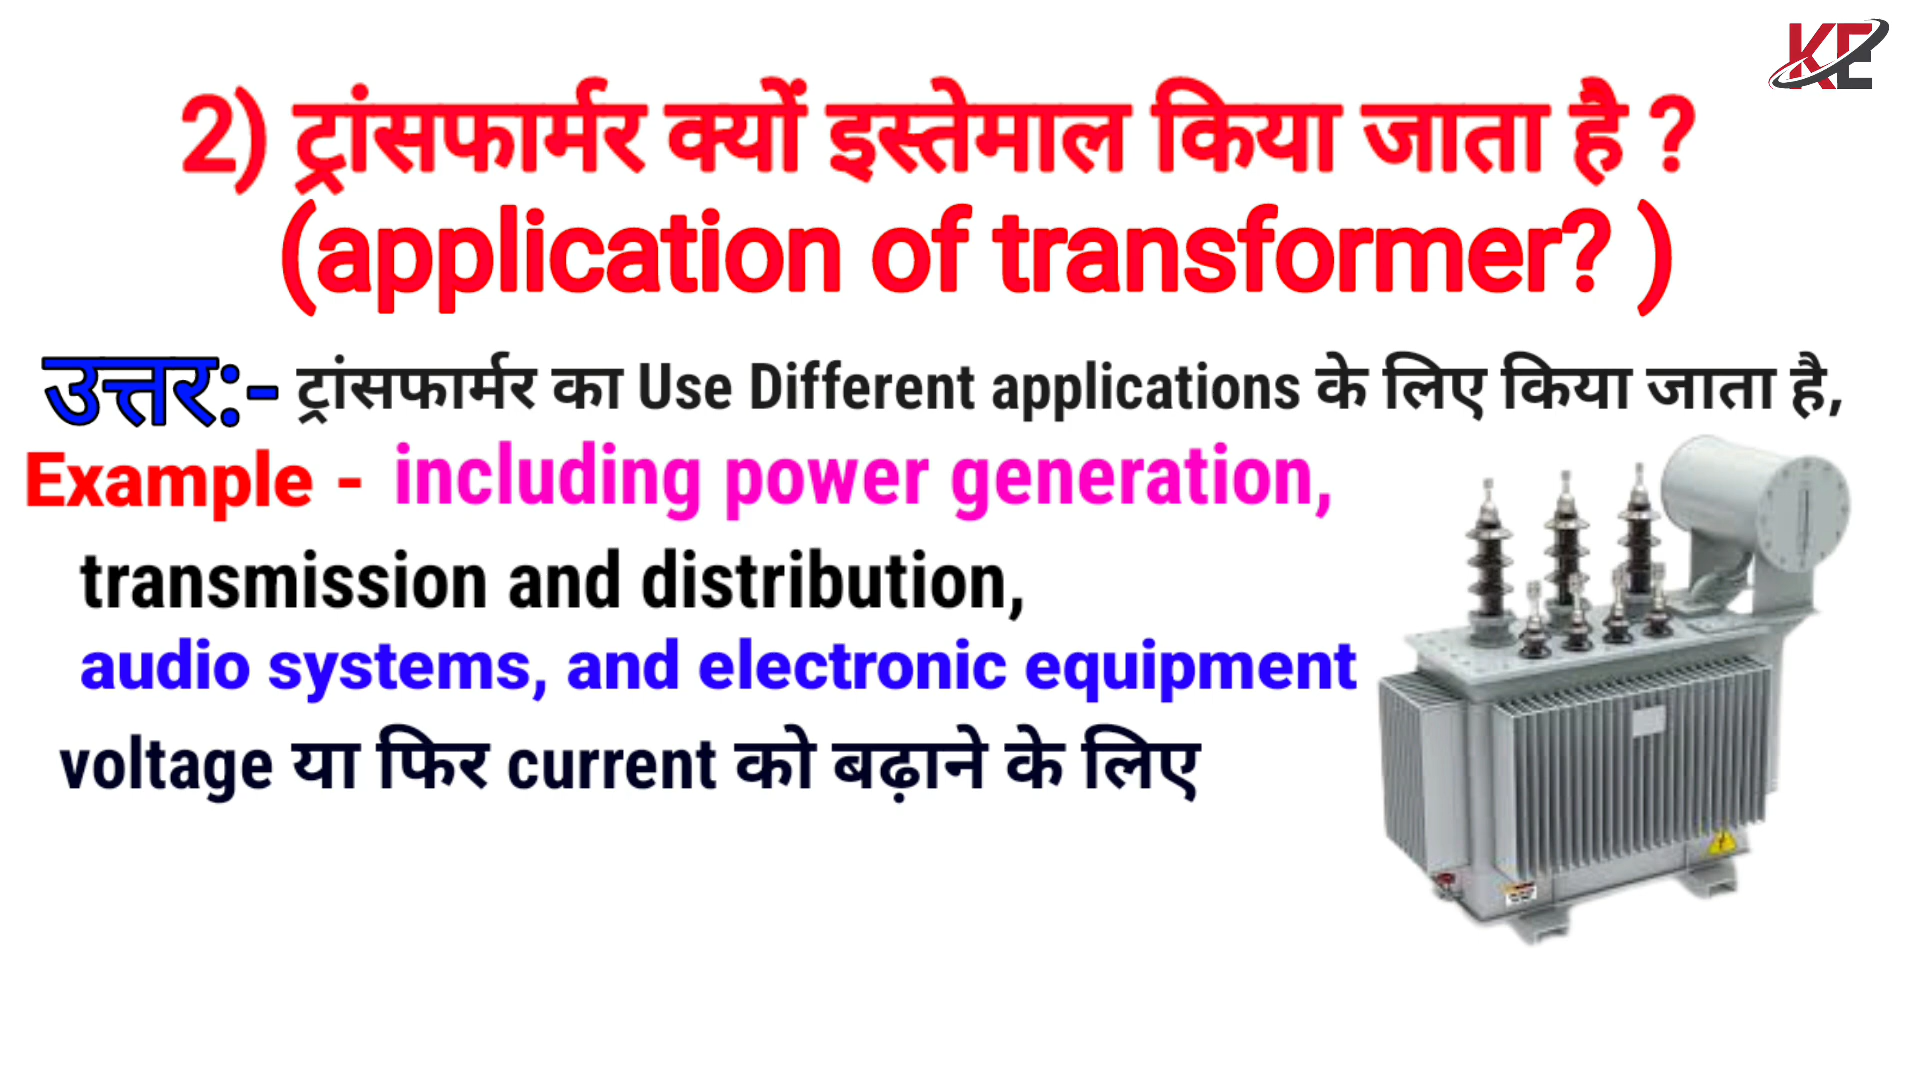 KE
2) ट्रांसफार्मर क्यों इस्तेमाल किया जाता है ?
(application of transformer? )
उत्तर:- ट्रांसफार्मर का Use Different applications के लिए किया जाता है,
Example - including power generation,
transmission and distribution,
audio systems, and electronic equipment
voltage या फिर current को बढ़ाने के लिए